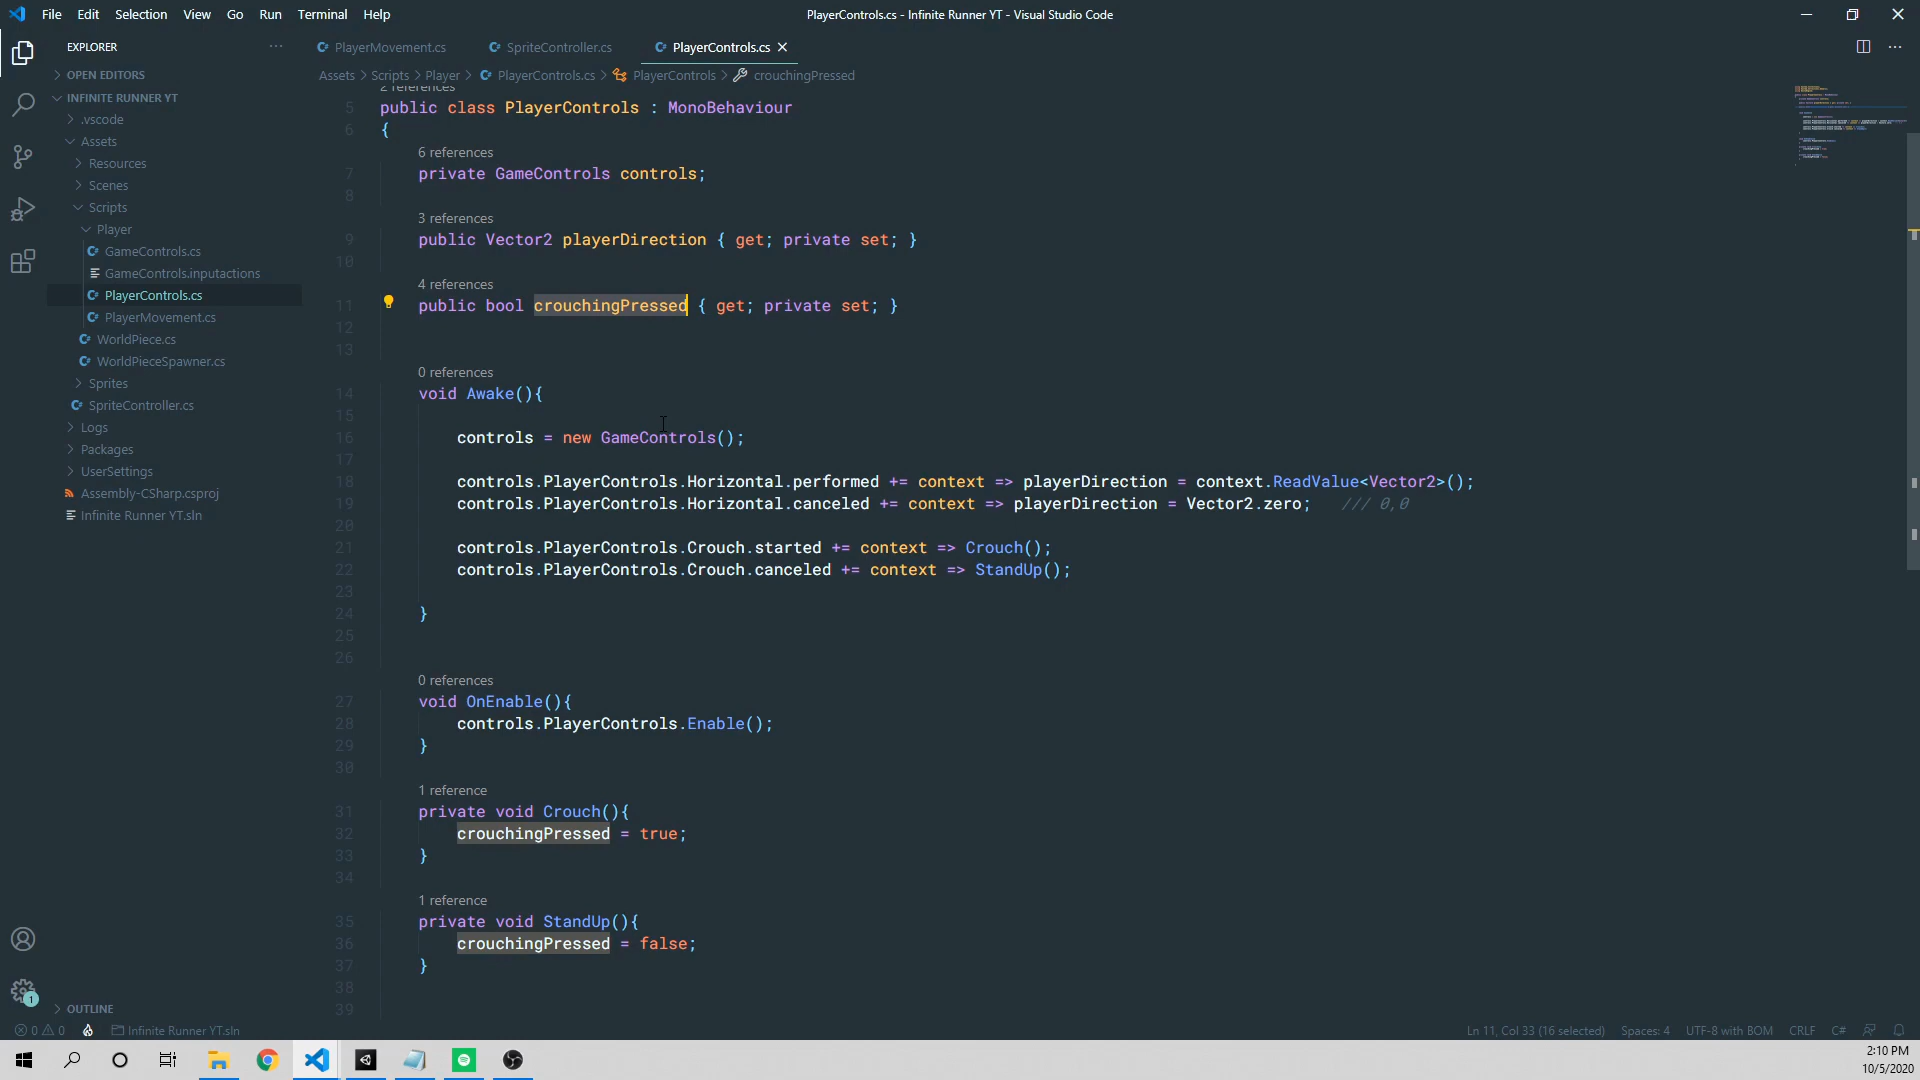 File Edit Selection View Go Run Terminal Help
PlayerControls.cs - Infinite Runner YT - Visual Studio Code
EXPLORER
PlayerMovement.cs SpriteController.cs PlayerControls.cs
OPEN EDITORS
Assets > Scripts > Player > PlayerControls.cs > PlayerControls > crouchingPressed
INFINITE RUNNER YT
.vscode
Assets
Resources
Scenes
Scripts
Player
GameControls.cs
GameControls.inputactions
PlayerControls.cs
PlayerMovement.cs
WorldPiece.cs
WorldPieceSpawner.cs
Sprites
SpriteController.cs
Logs
Packages
UserSettings
Assembly-CSharp.csproj
Infinite Runner YT.sln
OUTLINE
2 references
5 public class PlayerControls : MonoBehaviour
6 {
6 references
7 private GameControls controls;
8
3 references
9 public Vector2 playerDirection { get; private set; }
10
4 references
11 public bool crouchingPressed { get; private set; }
12
13
0 references
14 void Awake(){
15
16 controls = new GameControls();
17
18 controls.PlayerControls.Horizontal.performed += context => playerDirection = context.ReadValue<Vector2>();
19 controls.PlayerControls.Horizontal.canceled += context => playerDirection = Vector2.zero; /// 0,0
20
21 controls.PlayerControls.Crouch.started += context => Crouch();
22 controls.PlayerControls.Crouch.canceled += context => StandUp();
23
24 }
25
26
0 references
27 void OnEnable(){
28 controls.PlayerControls.Enable();
29 }
30
1 reference
31 private void Crouch(){
32 crouchingPressed = true;
33 }
34
1 reference
35 private void StandUp(){
36 crouchingPressed = false;
37 }
38
39
1
0 0 Infinite Runner YT.sln
Ln 11, Col 33 (16 selected) Spaces: 4 UTF-8 with BOM CRLF C#
2:10 PM
10/5/2020